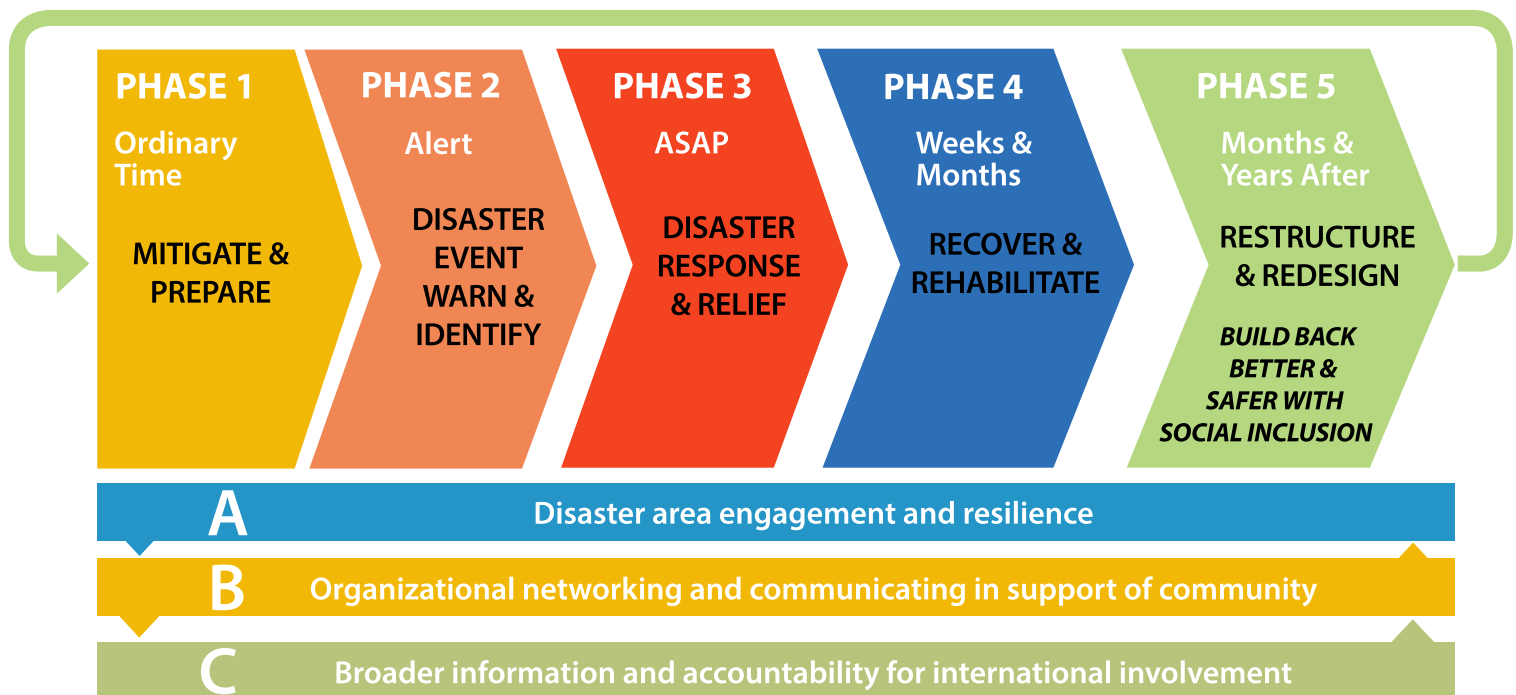 PHASE 1
Ordinary
Time
MITIGATE &
PREPARE
PHASE 2
Alert
DISASTER
EVENT
WARN &
IDENTIFY
PHASE 3
ASAP
DISASTER
RESPONSE
& RELIEF
PHASE 4
Weeks &
Months
RECOVER &
REHABILITATE
PHASE 5
Months &
Years After
RESTRUCTURE
& REDESIGN
BUILD BACK
BETTER &
SAFER WITH
SOCIAL INCLUSION
A Disaster area engagement and resilience
B Organizational networking and communicating in support of community
C Broader information and accountability for international involvement